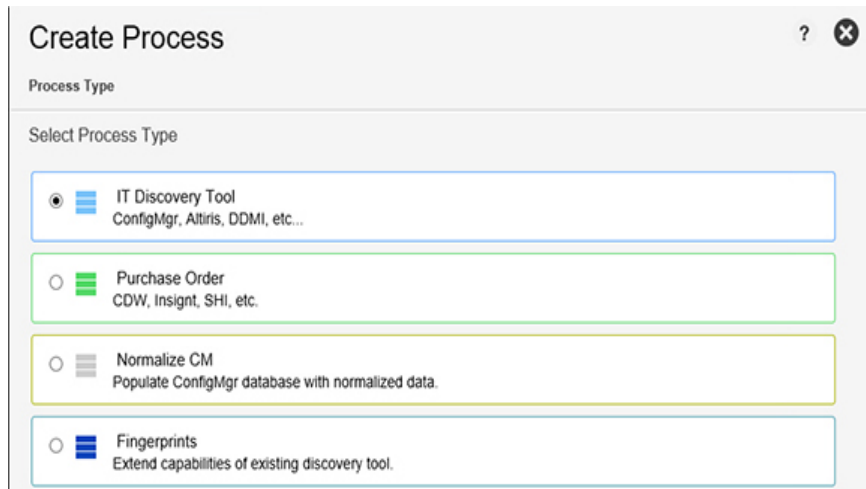 Create Process
?
Process Type
Select Process Type
IT Discovery Tool
ConfigMgr, Altiris, DDMI, etc...
Purchase Order
CDW, Insignt, SHI, etc.
Normalize CM
Populate ConfigMgr database with normalized data.
Fingerprints
Extend capabilities of existing discovery tool.